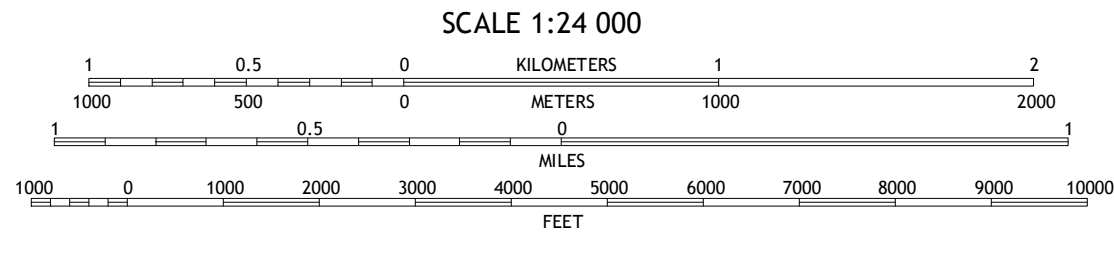 SCALE 1:24 000
1 0.5 0 KILOMETERS 1 2
1000 500 0 METERS 1000 2000
1 0.5 0 1
MILES
1000 0 1000 2000 3000 4000 5000 6000 7000 8000 9000 10000
FEET